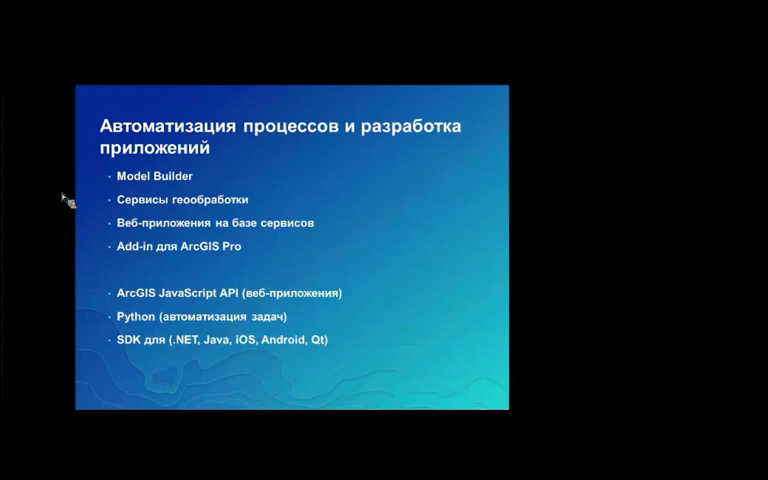 Автоматизация процессов и разработка
приложений
· Model Builder
· Сервисы геообработки
· Веб-приложения на базе сервисов
· Add-in для ArcGIS Pro
· ArcGIS JavaScript API (веб-приложения)
· Python (автоматизация задач)
· SDK для (.NET, Java, iOS, Android, Qt)